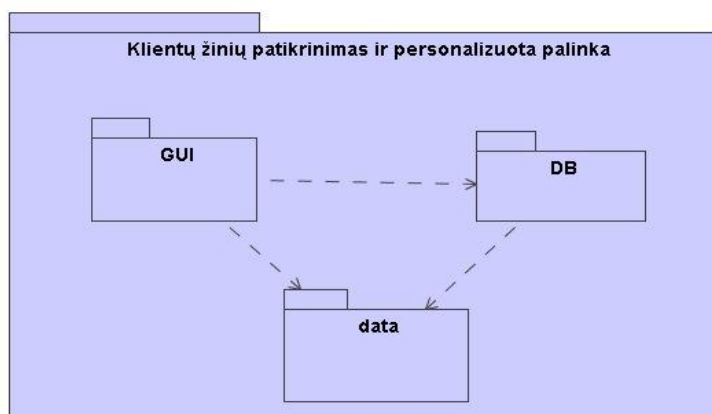 Klientų žinių patikrinimas ir personalizuota palinka
GUI
DB
data